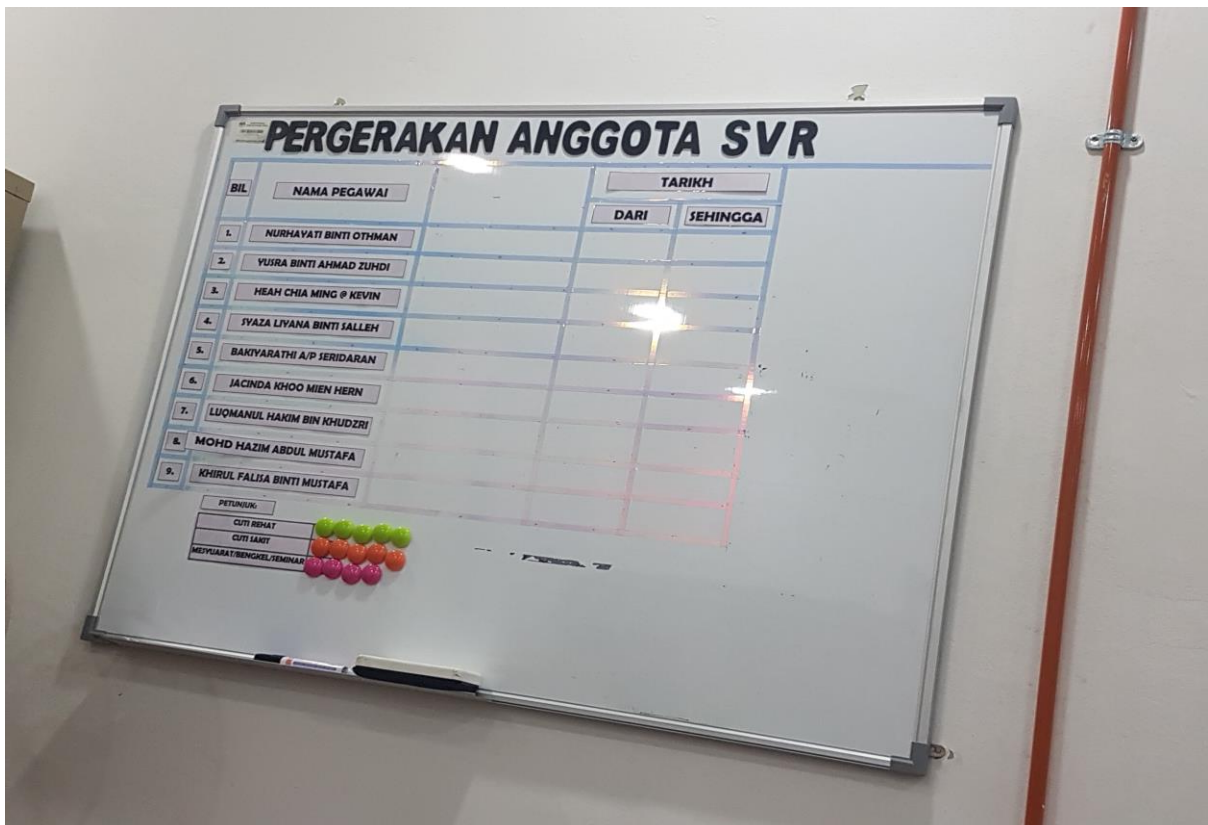 PERGERAKAN ANGGOTA SVR
BIL NAMA PEGAWAI TARIKH
DARI SEHINGGA
1. NURHAYATI BINTI OTHMAN
2. YUSRA BINTI AHMAD ZUHDI
3. HEAH CHIA MING @ KEVIN
4. SYAZA LIYANA BINTI SALLEH
5. BAKIYARATHI A/P SERIDARAN
6. JACINDA KHOO MIEN HERN
7. LUQMANUL HAKIM BIN KHUDZRI
8. MOHD HAZIM ABDUL MUSTAFA
9. KHIRUL FALISA BINTI MUSTAFA
PETUNJUK:
CUTI REHAT
CUTI SAKIT
MESYUARAT/BENGKEL/SEMINAR